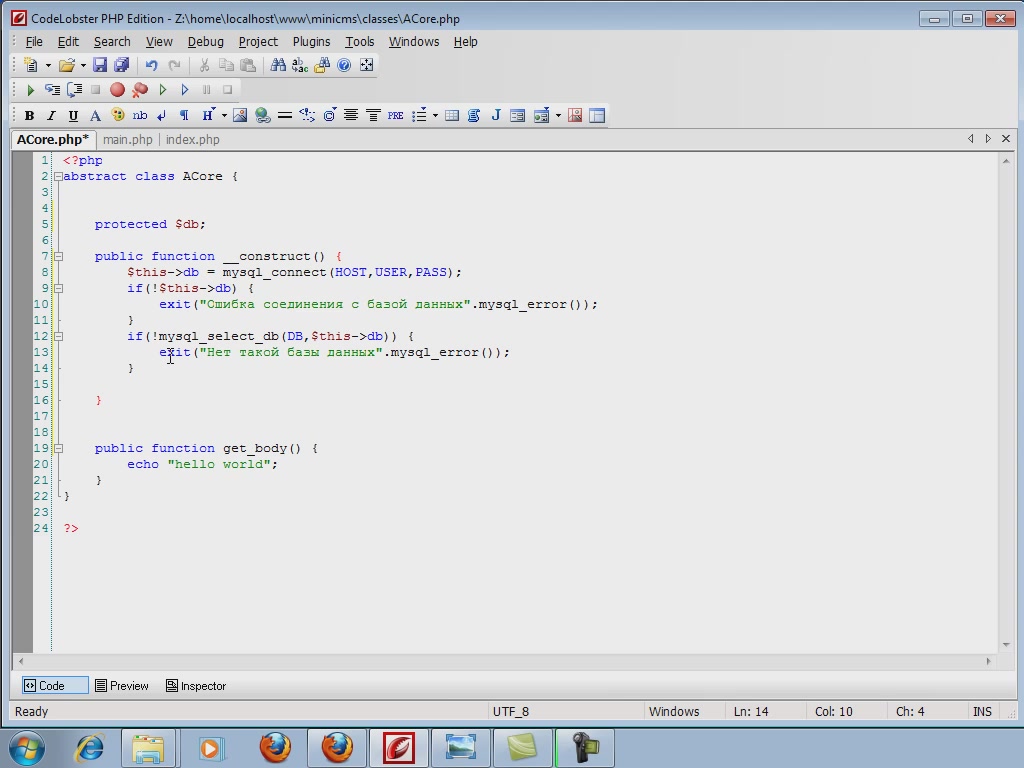 CodeLobster PHP Edition - Z:\home\localhost\www\minicms\classes\ACore.php
File Edit Search View Debug Project Plugins Tools Windows Help
B I U A nb H PRE J
ACore.php* main.php index.php
1 <?php
2 abstract class ACore {
3
4
5 protected $db;
6
7 public function __construct() {
8 $this->db = mysql_connect(HOST,USER,PASS);
9 if(!$this->db) {
10 exit("Ошибка соединения с базой данных".mysql_error());
11 }
12 if(!mysql_select_db(DB,$this->db)) {
13 exit("Нет такой базы данных".mysql_error());
14 }
15
16 }
17
18
19 public function get_body() {
20 echo "hello world";
21 }
22 }
23
24 ?>
Code Preview Inspector
Ready UTF_8 Windows Ln: 14 Col: 10 Ch: 4 INS